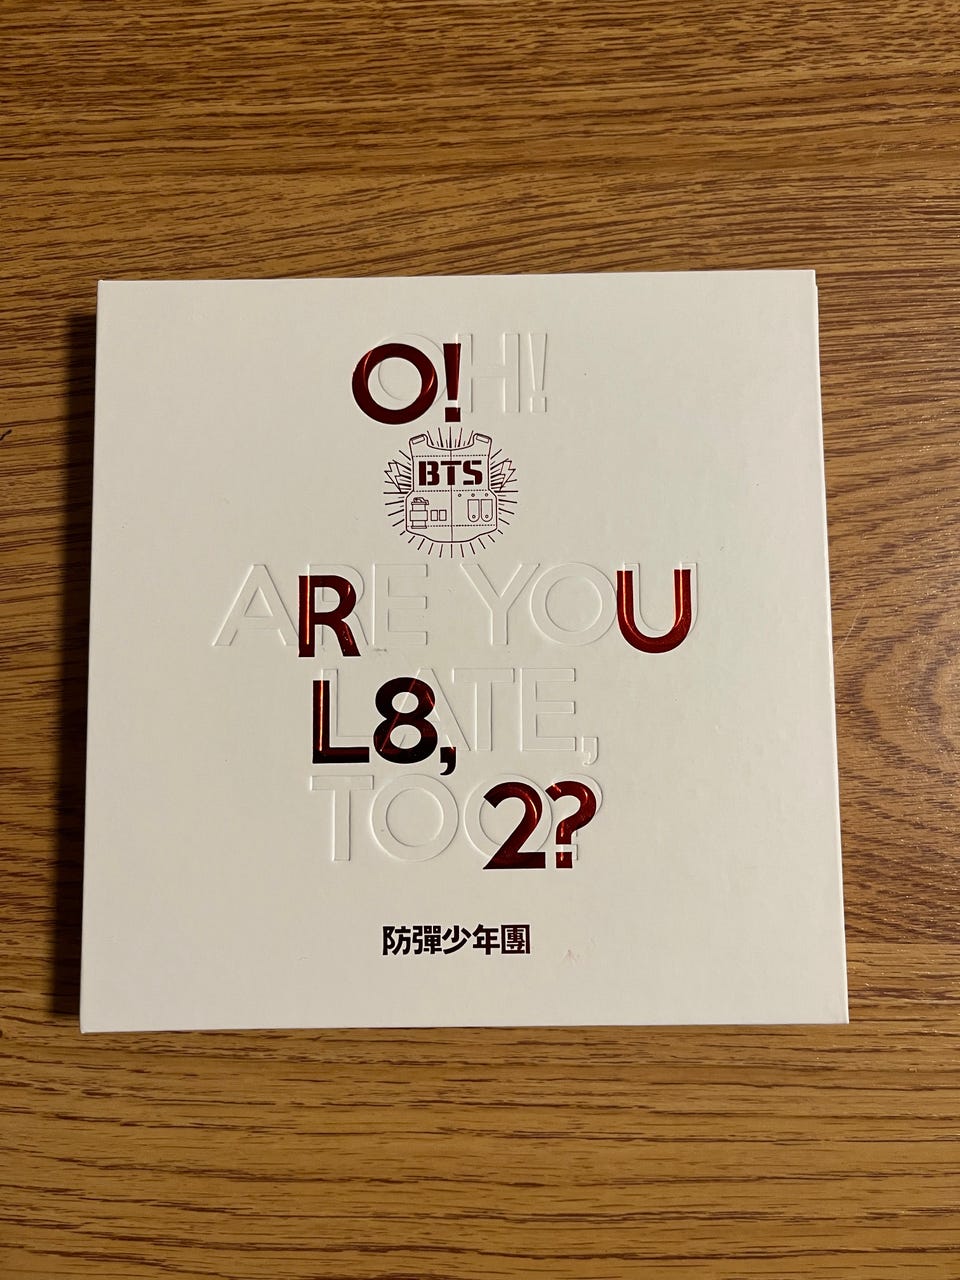 O!
OH!
BTS
ARE YOU
R U
LATE,
L8,
TOO?
2?
防彈少年團